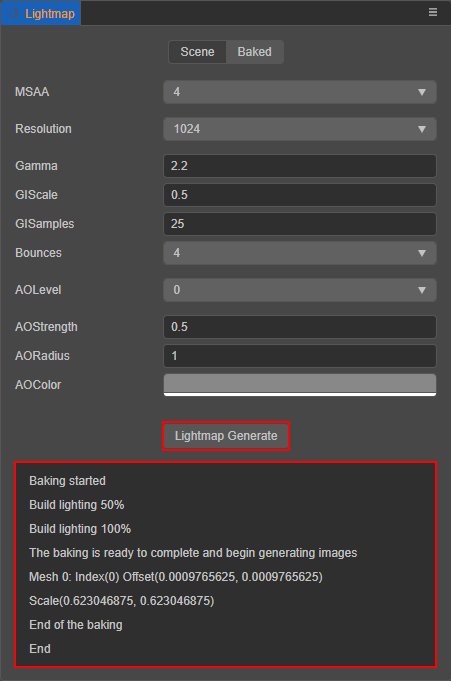 Lightmap
Scene Baked
MSAA 4
Resolution 1024
Gamma 2.2
GIScale 0.5
GISamples 25
Bounces 4
AOLevel 0
AOStrength 0.5
AORadius 1
AOColor
Lightmap Generate
Baking started
Build lighting 50%
Build lighting 100%
The baking is ready to complete and begin generating images
Mesh 0: Index(0) Offset(0.0009765625, 0.0009765625)
Scale(0.623046875, 0.623046875)
End of the baking
End